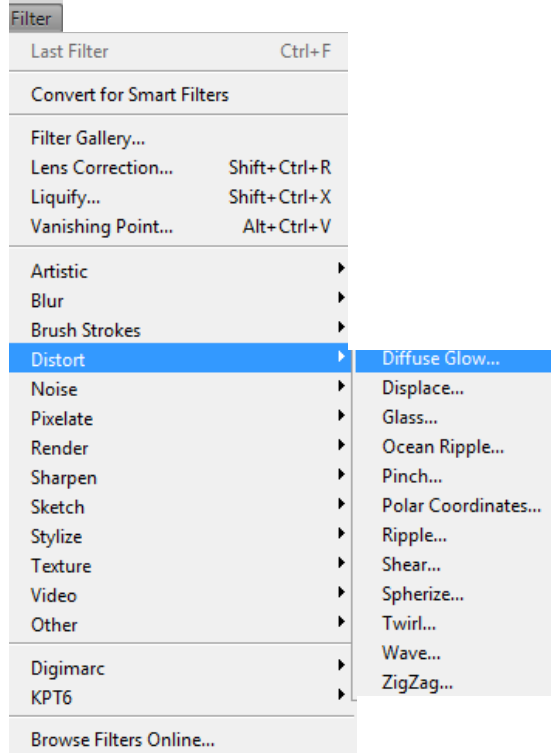 Filter
Last Filter Ctrl+F
Convert for Smart Filters
Filter Gallery...
Lens Correction... Shift+Ctrl+R
Liquify... Shift+Ctrl+X
Vanishing Point... Alt+Ctrl+V
Artistic
Blur
Brush Strokes
Distort
Noise
Pixelate
Render
Sharpen
Sketch
Stylize
Texture
Video
Other
Digimarc
KPT6
Browse Filters Online...
Diffuse Glow...
Displace...
Glass...
Ocean Ripple...
Pinch...
Polar Coordinates...
Ripple...
Shear...
Spherize...
Twirl...
Wave...
ZigZag...